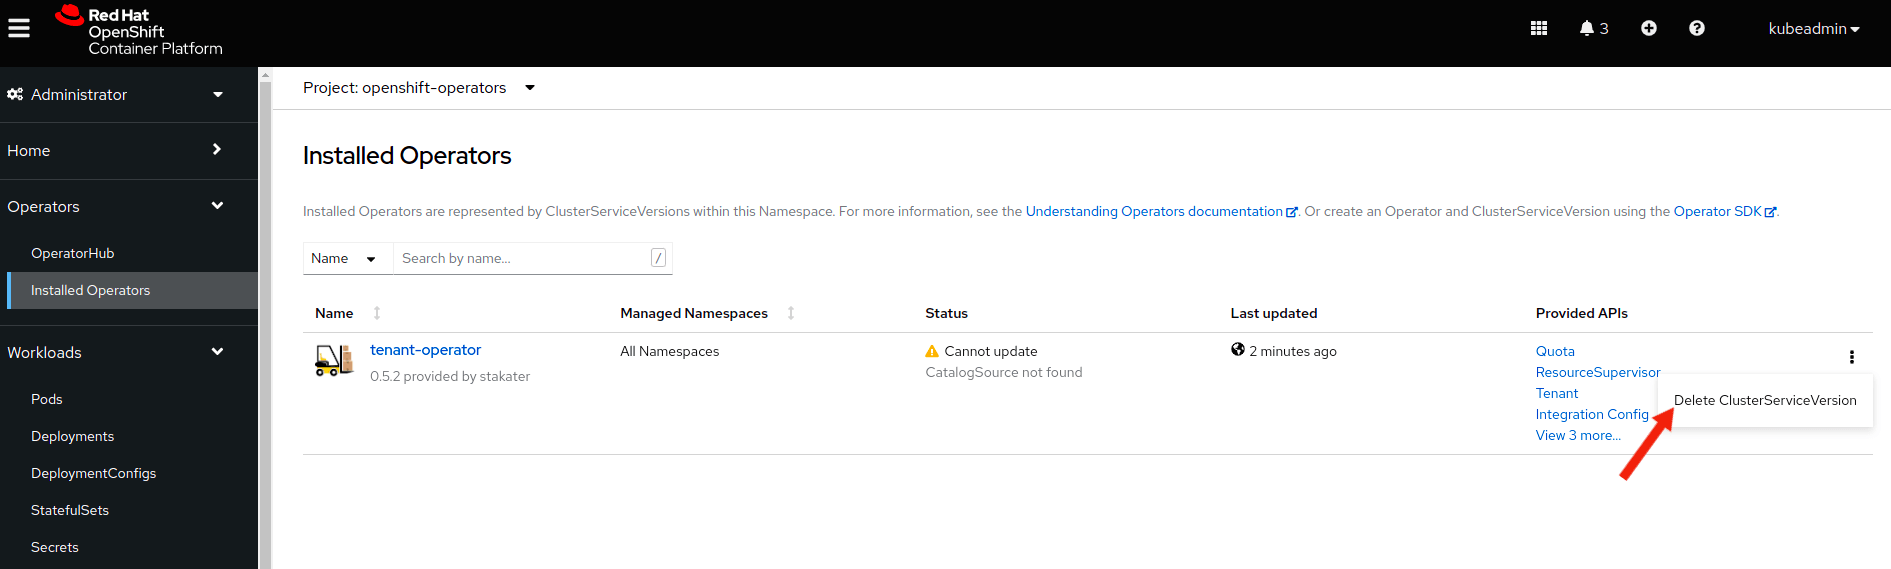 Red Hat
OpenShift
Container Platform
3
kubeadmin
Administrator
Home
Operators
OperatorHub
Installed Operators
Workloads
Pods
Deployments
DeploymentConfigs
StatefulSets
Secrets
Project: openshift-operators
Installed Operators
Installed Operators are represented by ClusterServiceVersions within this Namespace. For more information, see the Understanding Operators documentation. Or create an Operator and ClusterServiceVersion using the Operator SDK.
Name Search by name... /
Name Managed Namespaces Status Last updated Provided APIs
tenant-operator
0.5.2 provided by stakater
All Namespaces
Cannot update
CatalogSource not found
2 minutes ago
Quota
ResourceSupervisor
Tenant
Integration Config
View 3 more...
Delete ClusterServiceVersion